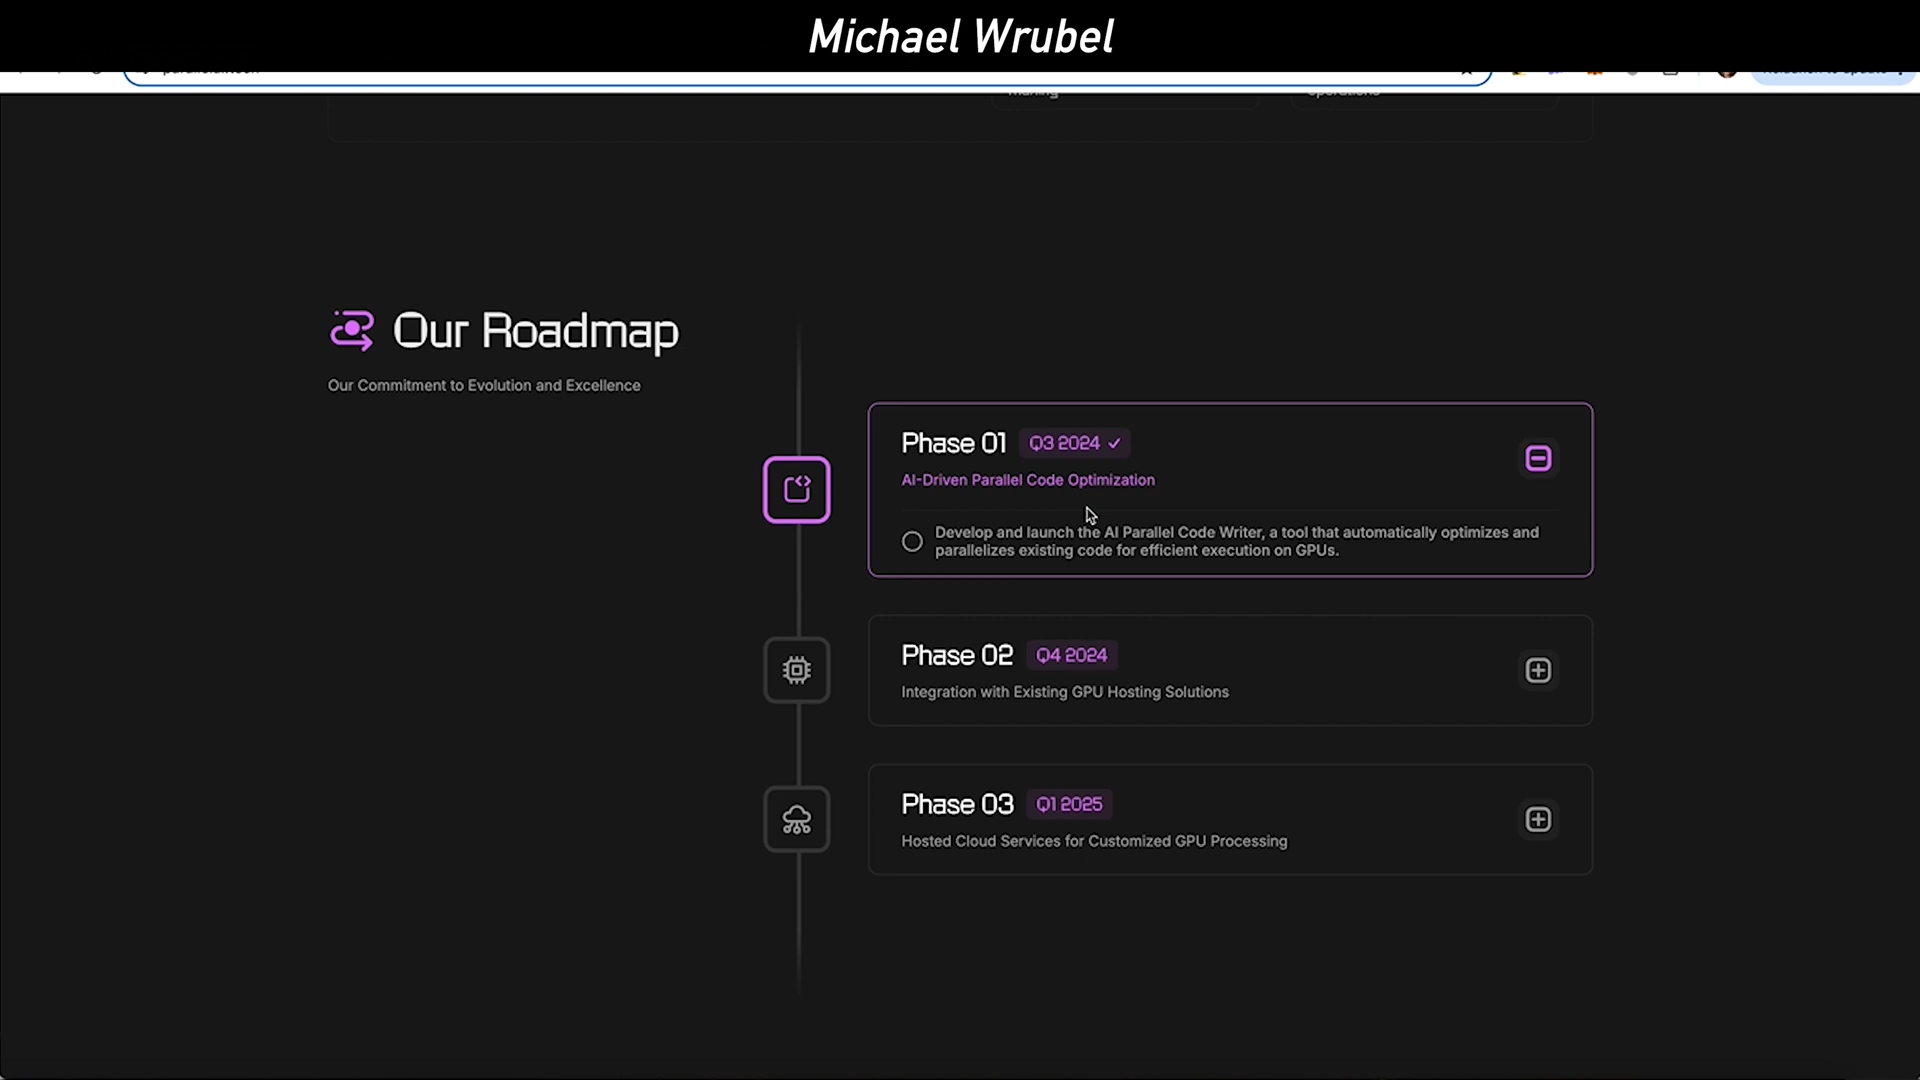 Michael Wrubel
Our Roadmap
Our Commitment to Evolution and Excellence
Phase 01 Q3 2024
AI-Driven Parallel Code Optimization
Develop and launch the AI Parallel Code Writer, a tool that automatically optimizes and
parallelizes existing code for efficient execution on GPUs.
Phase 02 Q4 2024
Integration with Existing GPU Hosting Solutions
Phase 03 Q1 2025
Hosted Cloud Services for Customized GPU Processing